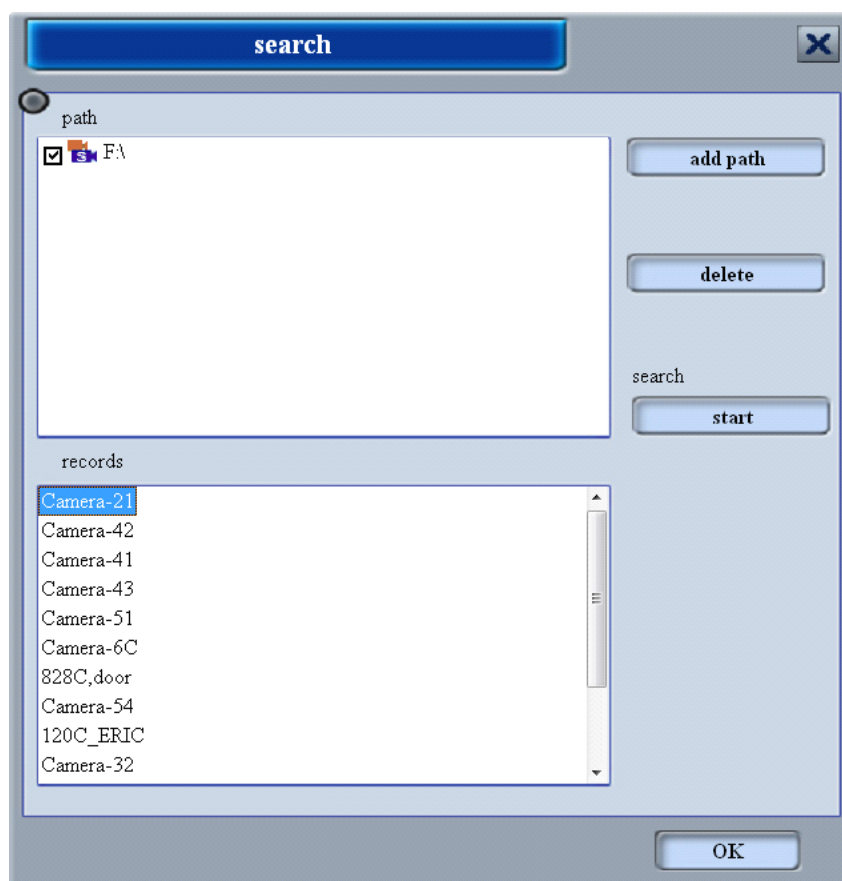 search
path
F:\
add path
delete
search
start
records
Camera-21
Camera-42
Camera-41
Camera-43
Camera-51
Camera-6C
828C,door
Camera-54
120C_ERIC
Camera-32
OK